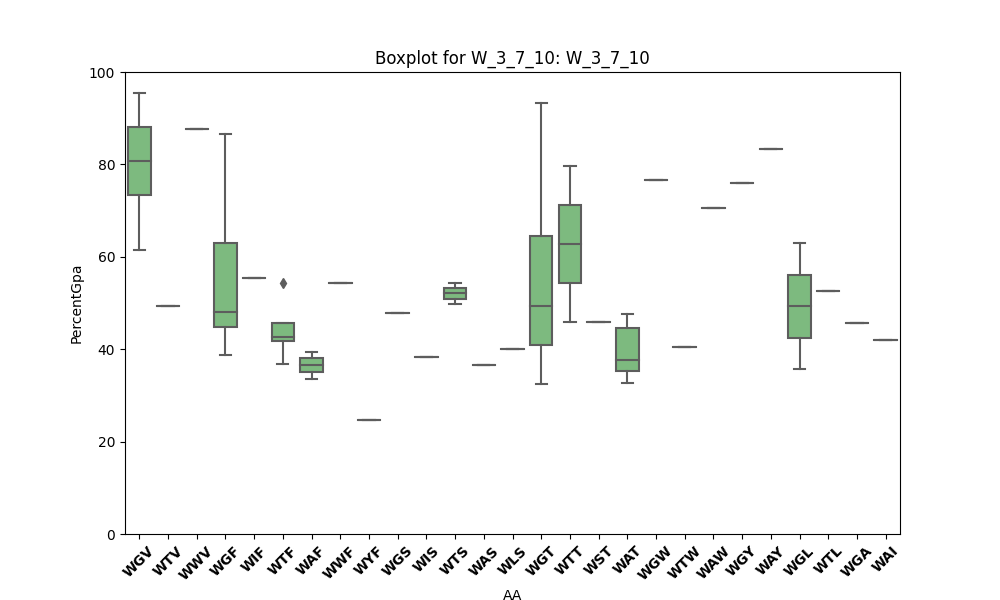 Boxplot for W_3_7_10: W_3_7_10
100
80
60
40
20
0
PercentGpa
WGV WTV WWV WGF WIF WTF WAF WWF WYF WGS WIS WTS WAS WLS WGT WTT WST WAT WGW WTW WAW WGY WAY WGL WTL WGA WAI
AA